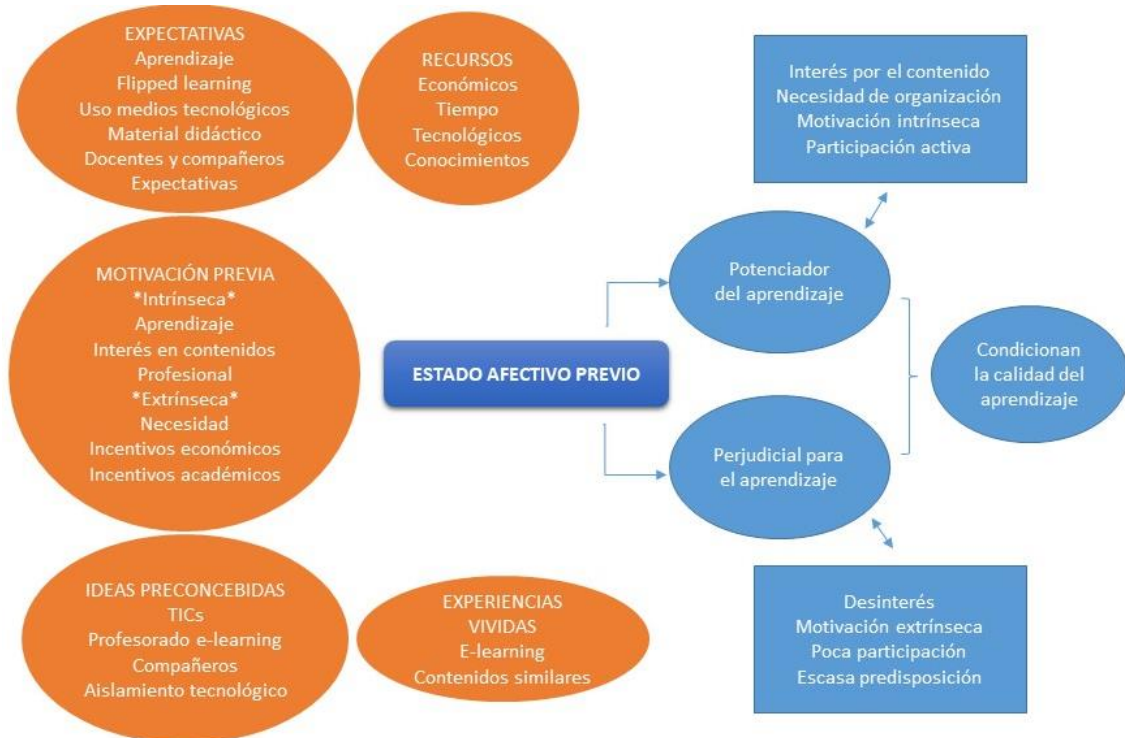 EXPECTATIVAS
Aprendizaje
Flipped learning
Uso medios tecnológicos
Material didáctico
Docentes y compañeros
Expectativas
RECURSOS
Económicos
Tiempo
Tecnológicos
Conocimientos
Interés por el contenido
Necesidad de organización
Motivación intrínseca
Participación activa
MOTIVACIÓN PREVIA
*Intrínseca*
Aprendizaje
Interés en contenidos
Profesional
*Extrínseca*
Necesidad
Incentivos económicos
Incentivos académicos
ESTADO AFECTIVO PREVIO
Potenciador
del aprendizaje
Condicionan
la calidad del
aprendizaje
Perjudicial para
el aprendizaje
IDEAS PRECONCEBIDAS
TICs
Profesorado e-learning
Compañeros
Aislamiento tecnológico
EXPERIENCIAS
VIVIDAS
E-learning
Contenidos similares
Desinterés
Motivación extrínseca
Poca participación
Escasa predisposición